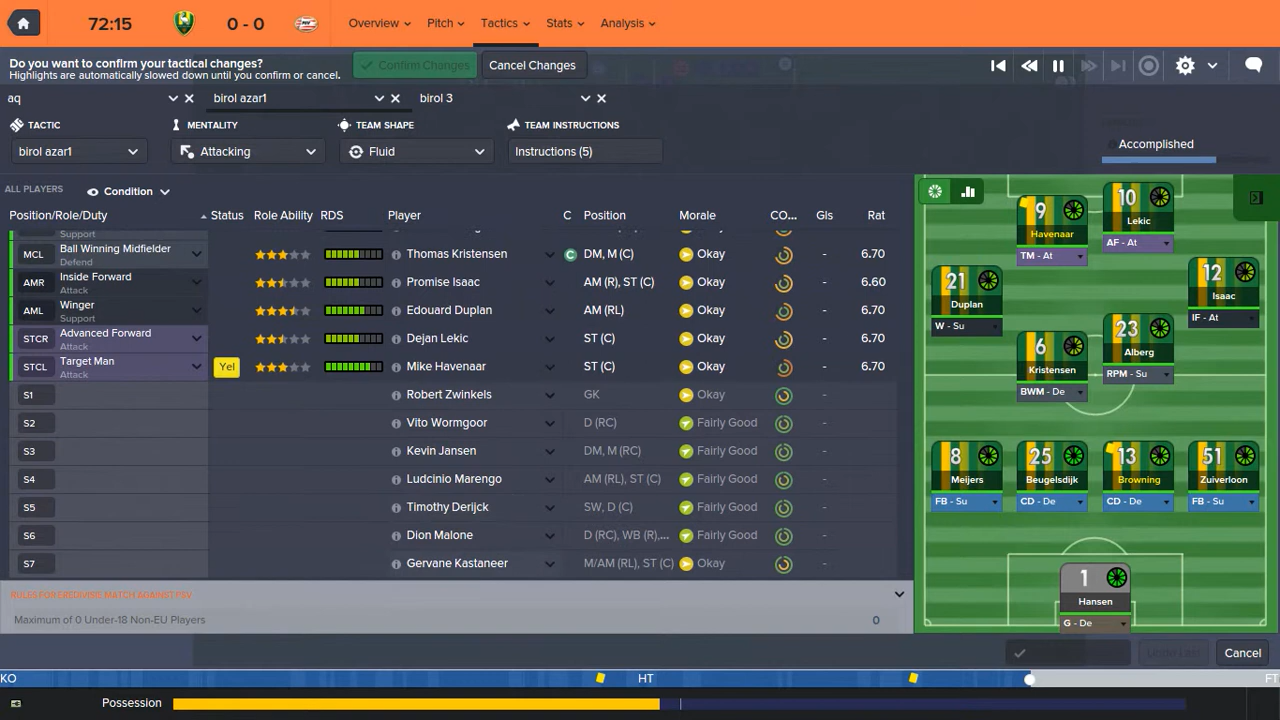 72:15 0 - 0 PSV Overview Pitch Tactics Stats Analysis
Do you want to confirm your tactical changes?
Highlights are automatically slowed down until you confirm or cancel.
Confirm Changes Cancel Changes
aq birol azar1 birol 3
TACTIC MENTALITY TEAM SHAPE TEAM INSTRUCTIONS
birol azar1 Attacking Fluid Instructions (5)
Accomplished
ALL PLAYERS Condition
Position/Role/Duty Status Role Ability RDS Player C Position Morale CO... Gls Rat
Support
MCL Ball Winning Midfielder Defend Thomas Kristensen C DM, M (C) Okay - 6.70
AMR Inside Forward Attack Promise Isaac AM (R), ST (C) Okay - 6.60
AML Winger Support Edouard Duplan AM (RL) Okay - 6.70
STCR Advanced Forward Attack Dejan Lekic ST (C) Okay - 6.70
STCL Target Man Attack Yel Mike Havenaar ST (C) Okay - 6.70
S1 Robert Zwinkels GK Okay -
S2 Vito Wormgoor D (RC) Fairly Good -
S3 Kevin Jansen DM, M (RC) Fairly Good -
S4 Ludcinio Marengo AM (RL), ST (C) Fairly Good -
S5 Timothy Derijck SW, D (C) Fairly Good -
S6 Dion Malone D (RC), WB (R),... Fairly Good -
S7 Gervane Kastaneer M/AM (RL), ST (C) Okay -
RULES FOR EREDIVISIE MATCH AGAINST PSV
Maximum of 0 Under-18 Non-EU Players 0
10
Lekic
AF - At
9
Havenaar
TM - At
12
Isaac
IF - At
21
Duplan
W - Su
23
Alberg
RPM - Su
6
Kristensen
BWM - De
8 25 13 51
Meijers Beugelsdijk Browning Zuiverloon
FB - Su CD - De CD - De FB - Su
1
Hansen
G - De
Undo Last Cancel
KO HT FT
Possession